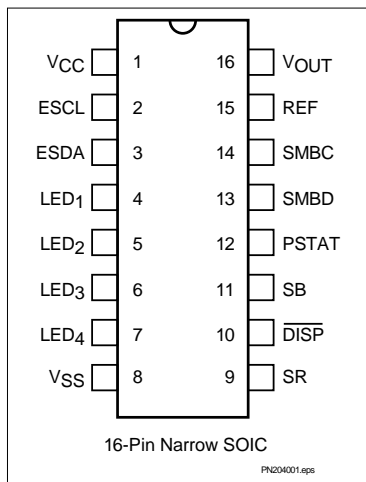 VCC 1 16 VOUT
ESCL 2 15 REF
ESDA 3 14 SMBC
LED1 4 13 SMBD
LED2 5 12 PSTAT
LED3 6 11 SB
LED4 7 10 DISP
VSS 8 9 SR
16-Pin Narrow SOIC
PN204001.eps